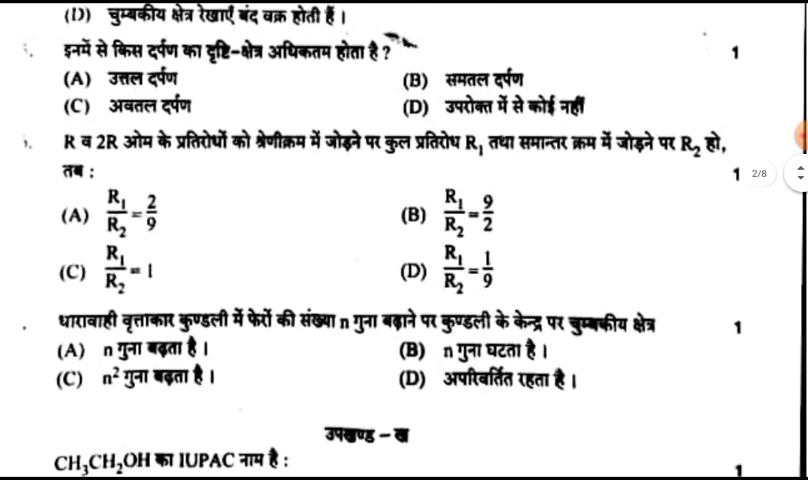 (D) चुम्बकीय क्षेत्र रेखाएँ बंद वक्र होती हैं।
इनमें से किस दर्पण का दृष्टि-क्षेत्र अधिकतम होता है? 1
(A) उत्तल दर्पण (B) समतल दर्पण
(C) अवतल दर्पण (D) उपरोक्त में से कोई नहीं
R व 2R ओम के प्रतिरोधों को श्रेणीक्रम में जोड़ने पर कुल प्रतिरोध R₁ तथा समान्तर क्रम में जोड़ने पर R₂ हो,
तब : 1 2/8
(A) R₁/R₂ = 2/9 (B) R₁/R₂ = 9/2
(C) R₁/R₂ = 1 (D) R₁/R₂ = 1/9
धारावाही वृत्ताकार कुण्डली में फेरों की संख्या n गुना बढ़ाने पर कुण्डली के केन्द्र पर चुम्बकीय क्षेत्र 1
(A) n गुना बढ़ता है। (B) n गुना घटता है।
(C) n² गुना बढ़ता है। (D) अपरिवर्तित रहता है।
उपखण्ड – ख
CH₃CH₂OH का IUPAC नाम है : 1